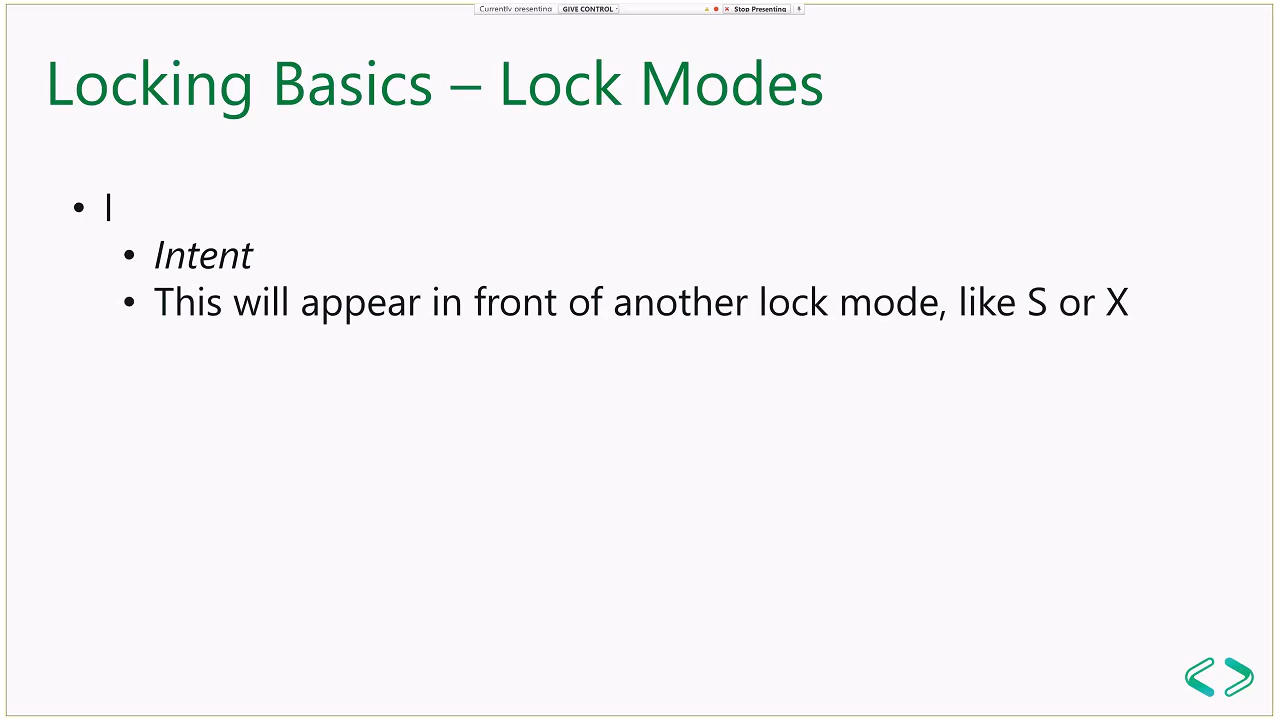 Currently presenting GIVE CONTROL Stop Presenting
Locking Basics – Lock Modes
• I
• Intent
• This will appear in front of another lock mode, like S or X